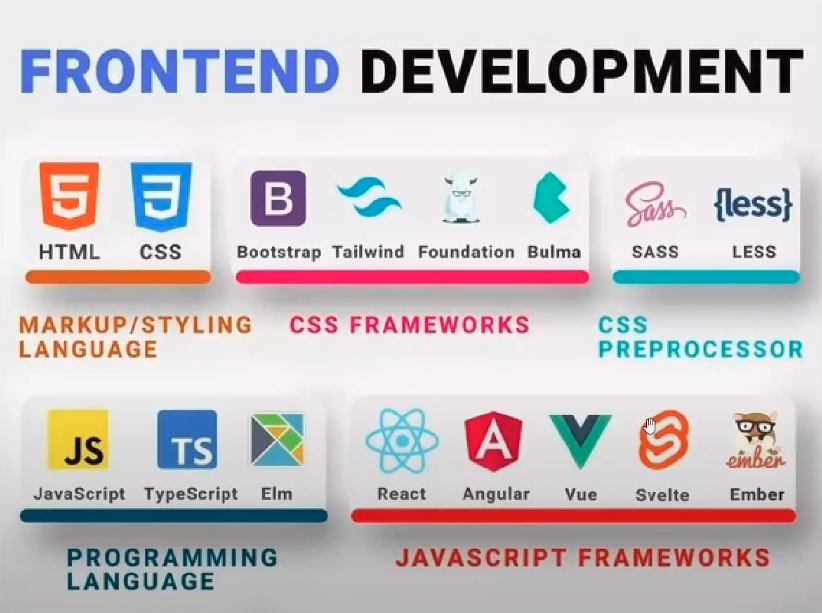 FRONTEND DEVELOPMENT
5 3 B Sass {less}
HTML CSS Bootstrap Tailwind Foundation Bulma SASS LESS
MARKUP/STYLING LANGUAGE
CSS FRAMEWORKS
CSS PREPROCESSOR
JS TS A ember
JavaScript TypeScript Elm React Angular Vue Svelte Ember
PROGRAMMING LANGUAGE
JAVASCRIPT FRAMEWORKS